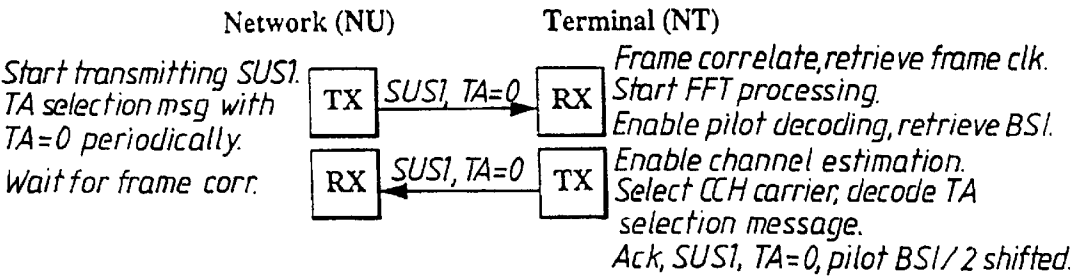 Network (NU)
Terminal (NT)
Start transmitting SUS1.
TA selection msg with
TA=0 periodically.
Wait for frame corr.
TX
SUS1, TA=0
RX
RX
SUS1, TA=0
TX
Frame correlate, retrieve frame clk.
Start FFT processing.
Enable pilot decoding, retrieve BSI.
Enable channel estimation.
Select CCH carrier, decode TA
selection message.
Ack, SUS1, TA=0, pilot BSI/2 shifted.